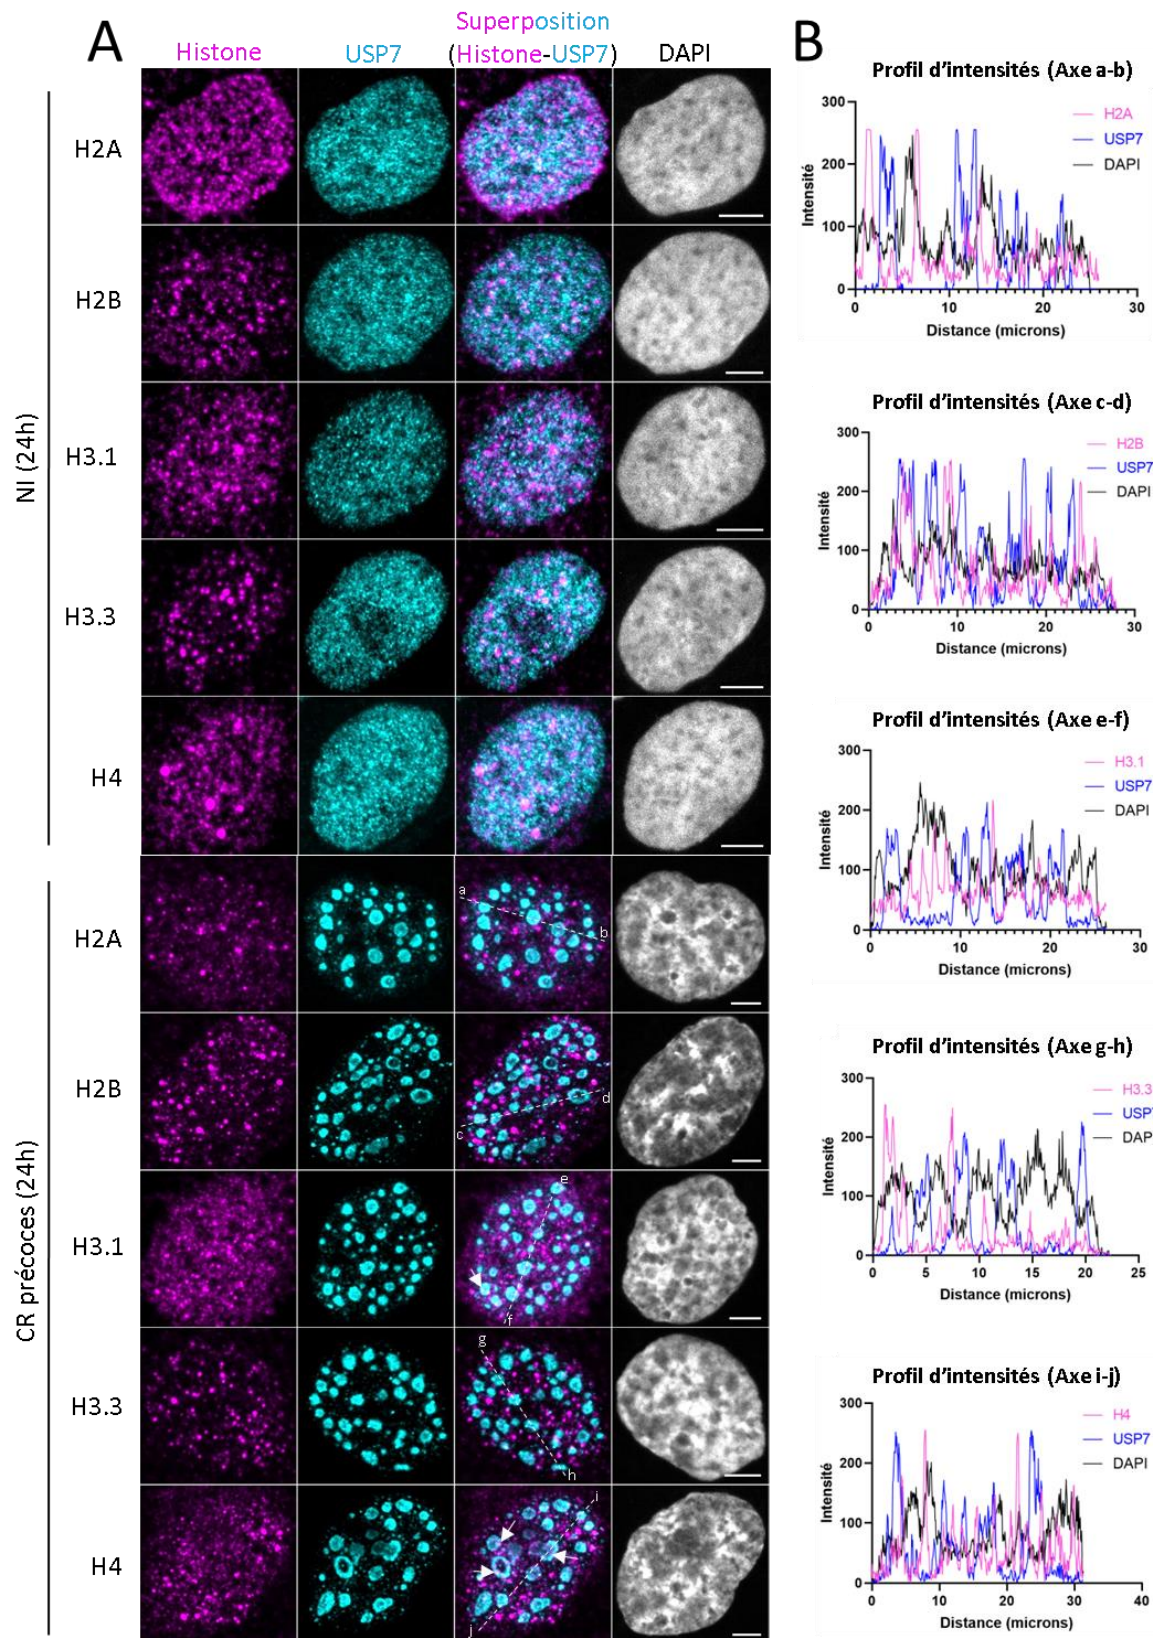 A
Histone
USP7
Superposition
(Histone-USP7)
DAPI
NI (24h)
H2A
H2B
H3.1
H3.3
H4
CR précoces (24h)
H2A
a
b
H2B
c
d
H3.1
e
f
H3.3
g
h
H4
i
j
B
Profil d'intensités (Axe a-b)
H2A
USP7
DAPI
Intensité
300
200
100
0
0 10 20 30
Distance (microns)
Profil d'intensités (Axe c-d)
H2B
USP7
DAPI
Intensité
300
200
100
0
0 10 20 30
Distance (microns)
Profil d'intensités (Axe e-f)
H3.1
USP7
DAPI
Intensité
300
200
100
0
0 10 20 30
Distance (microns)
Profil d'intensités (Axe g-h)
H3.3
USP7
DAP
Intensité
300
200
100
0
0 5 10 15 20 25
Distance (microns)
Profil d'intensités (Axe i-j)
H4
USP7
DAPI
Intensité
300
200
100
0
0 10 20 30 40
Distance (microns)